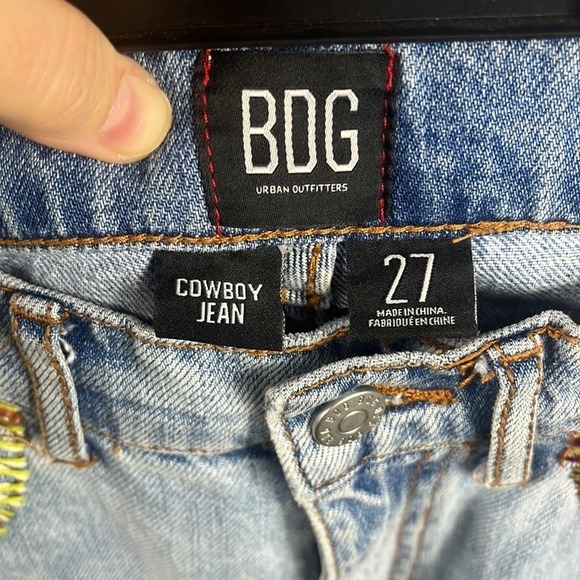 BDG
URBAN OUTFITTERS
COWBOY
JEAN
27
MADE IN CHINA.
FABRIQUÉ EN CHINE